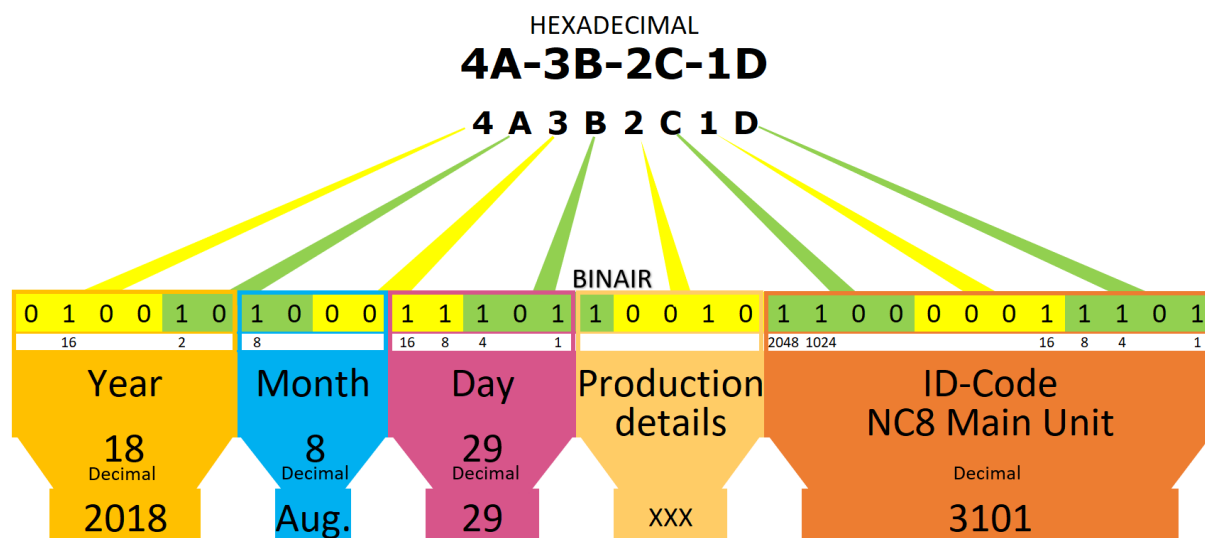 HEXADECIMAL
4A-3B-2C-1D
4 A 3 B 2 C 1 D
BINAIR
0 1 0 0 1 0 1 0 0 0 1 1 1 0 1 1 0 0 1 0 1 1 0 0 0 0 0 1 1 1 0 1
16 2 8 16 8 4 1 2048 1024 16 8 4 1
Year Month Day Production details ID-Code NC8 Main Unit
18 8 29
Decimal Decimal Decimal Decimal
2018 Aug. 29 XXX 3101